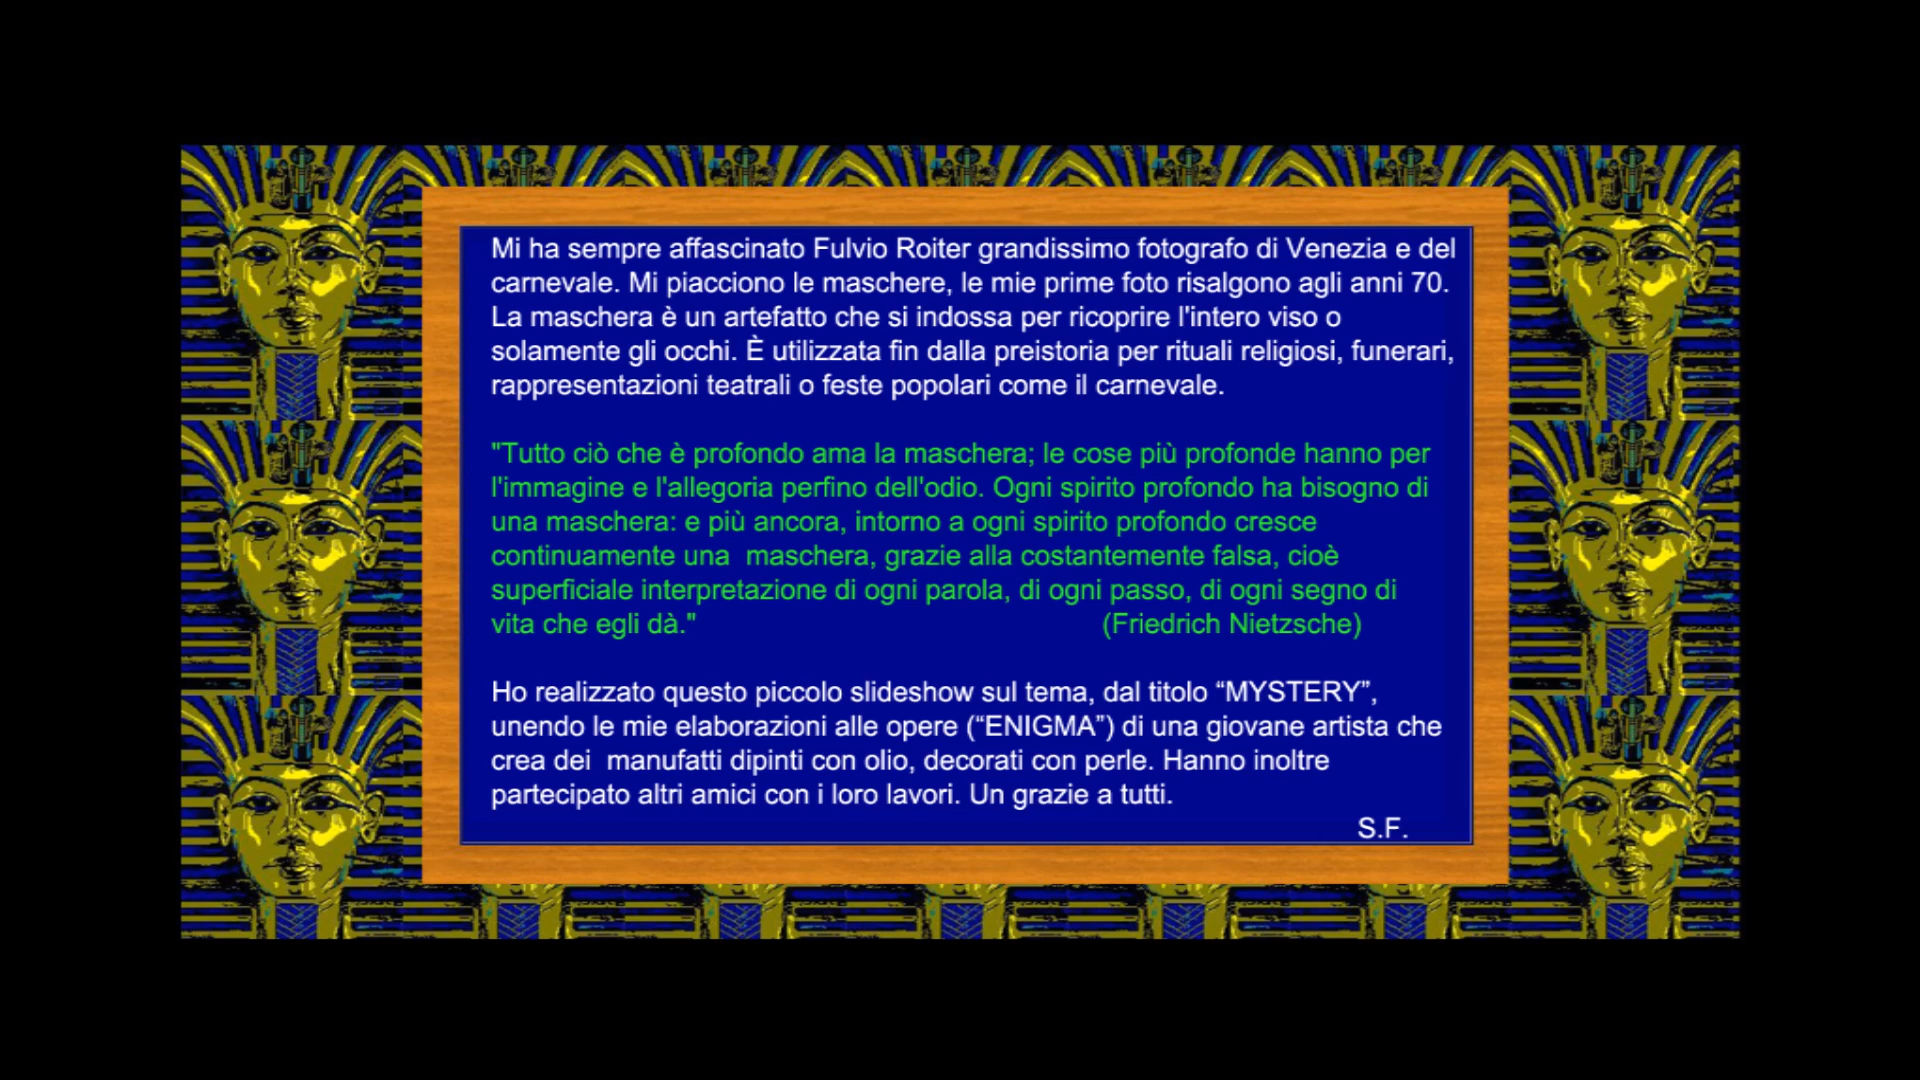 Mi ha sempre affascinato Fulvio Roiter grandissimo fotografo di Venezia e del
carnevale. Mi piacciono le maschere, le mie prime foto risalgono agli anni 70.
La maschera è un artefatto che si indossa per ricoprire l'intero viso o
solamente gli occhi. È utilizzata fin dalla preistoria per rituali religiosi, funerari,
rappresentazioni teatrali o feste popolari come il carnevale.
"Tutto ciò che è profondo ama la maschera; le cose più profonde hanno per
l'immagine e l'allegoria perfino dell'odio. Ogni spirito profondo ha bisogno di
una maschera: e più ancora, intorno a ogni spirito profondo cresce
continuamente una  maschera, grazie alla costantemente falsa, cioè
superficiale interpretazione di ogni parola, di ogni passo, di ogni segno di
vita che egli dà." (Friedrich Nietzsche)
Ho realizzato questo piccolo slideshow sul tema, dal titolo “MYSTERY”,
unendo le mie elaborazioni alle opere (“ENIGMA”) di una giovane artista che
crea dei  manufatti dipinti con olio, decorati con perle. Hanno inoltre
partecipato altri amici con i loro lavori. Un grazie a tutti.
S.F.